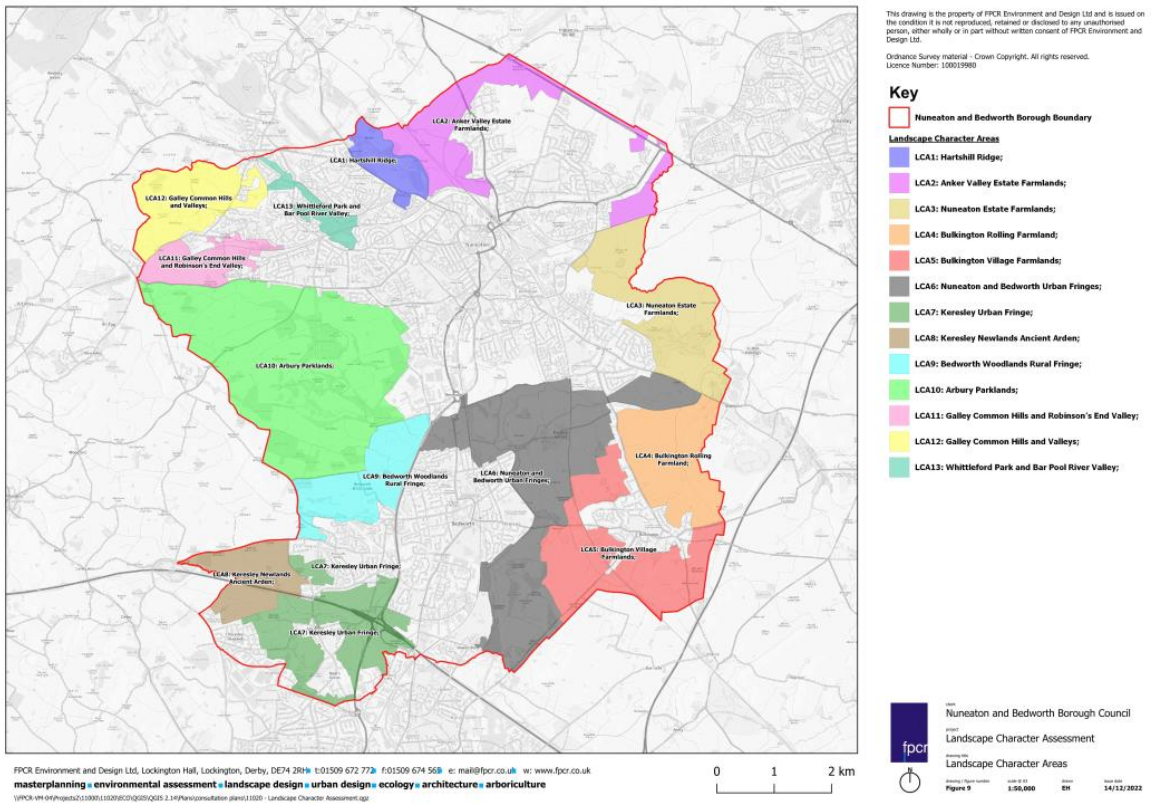 This drawing is the property of FPCR Environment and Design Ltd and is issued on
the condition it is not reproduced, retained or disclosed to any unauthorised
person, either wholly or in part without written consent of FPCR Environment and
Design Ltd.
Ordnance Survey material - Crown Copyright. All rights reserved.
Licence Number: 100019980
Key
Nuneaton and Bedworth Borough Boundary
Landscape Character Areas
LCA1: Hartshill Ridge;
LCA2: Anker Valley Estate Farmlands;
LCA3: Nuneaton Estate Farmlands;
LCA4: Bulkington Rolling Farmland;
LCA5: Bulkington Village Farmlands;
LCA6: Nuneaton and Bedworth Urban Fringes;
LCA7: Keresley Urban Fringe;
LCA8: Keresley Newlands Ancient Arden;
LCA9: Bedworth Woodlands Rural Fringe;
LCA10: Arbury Parklands;
LCA11: Galley Common Hills and Robinson's End Valley;
LCA12: Galley Common Hills and Valleys;
LCA13: Whittleford Park and Bar Pool River Valley;
LCA2: Anker Valley Estate
Farmlands;
LCA1: Hartshill Ridge;
LCA12: Galley Common Hills
and Valleys;
LCA13: Whittleford Park and
Bar Pool River Valley;
LCA11: Galley Common Hills
and Robinson's End Valley;
LCA3: Nuneaton Estate
Farmlands;
LCA10: Arbury Parklands;
LCA4: Bulkington Rolling
Farmland;
LCA9: Bedworth Woodlands
Rural Fringe;
LCA6: Nuneaton and
Bedworth Urban Fringes;
LCA5: Bulkington Village
Farmlands;
LCA7: Keresley Urban Fringe;
LCA8: Keresley Newlands
Ancient Arden;
LCA7: Keresley Urban Fringe;
fpcr
N
client
Nuneaton and Bedworth Borough Council
project
Landscape Character Assessment
drawing title
Landscape Character Areas
drawing / figure number
Figure 9
scale @ A3
1:50,000
drawn
EH
issue date
14/12/2022
0 1 2 km
FPCR Environment and Design Ltd, Lockington Hall, Lockington, Derby, DE74 2RH t:01509 672 772 f:01509 674 565 e: mail@fpcr.co.uk w: www.fpcr.co.uk
masterplanning environmental assessment landscape design urban design ecology architecture arboriculture